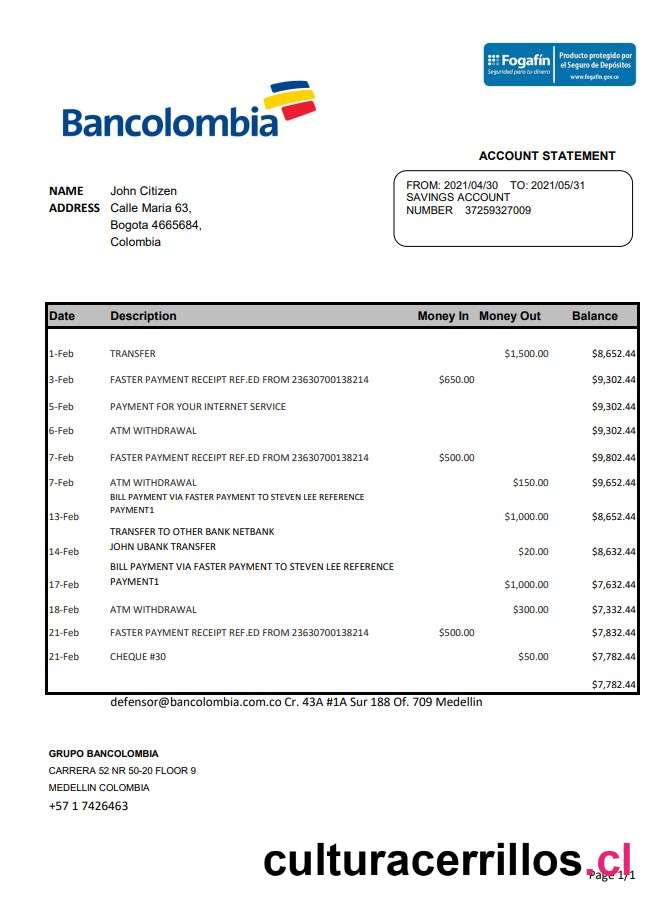 Fogafín
Seguridad para tu dinero
Producto protegido por
el Seguro de Depósitos
www.fogafin.gov.co
Bancolombia
ACCOUNT STATEMENT
NAME John Citizen
ADDRESS Calle Maria 63,
Bogota 4665684,
Colombia
FROM: 2021/04/30 TO: 2021/05/31
SAVINGS ACCOUNT
NUMBER 37259327009
Date Description Money In Money Out Balance
1-Feb TRANSFER $1,500.00 $8,652.44
3-Feb FASTER PAYMENT RECEIPT REF.ED FROM 23630700138214 $650.00 $9,302.44
5-Feb PAYMENT FOR YOUR INTERNET SERVICE $9,302.44
6-Feb ATM WITHDRAWAL $9,302.44
7-Feb FASTER PAYMENT RECEIPT REF.ED FROM 23630700138214 $500.00 $9,802.44
7-Feb ATM WITHDRAWAL $150.00 $9,652.44
BILL PAYMENT VIA FASTER PAYMENT TO STEVEN LEE REFERENCE
PAYMENT1
13-Feb $1,000.00 $8,652.44
TRANSFER TO OTHER BANK NETBANK
JOHN UBANK TRANSFER
14-Feb $20.00 $8,632.44
BILL PAYMENT VIA FASTER PAYMENT TO STEVEN LEE REFERENCE
PAYMENT1
17-Feb $1,000.00 $7,632.44
18-Feb ATM WITHDRAWAL $300.00 $7,332.44
21-Feb FASTER PAYMENT RECEIPT REF.ED FROM 23630700138214 $500.00 $7,832.44
21-Feb CHEQUE #30 $50.00 $7,782.44
$7,782.44
defensor@bancolombia.com.co Cr. 43A #1A Sur 188 Of. 709 Medellin
GRUPO BANCOLOMBIA
CARRERA 52 NR 50-20 FLOOR 9
MEDELLIN COLOMBIA
+57 1 7426463
culturacerrillos.cl
Page 1/1